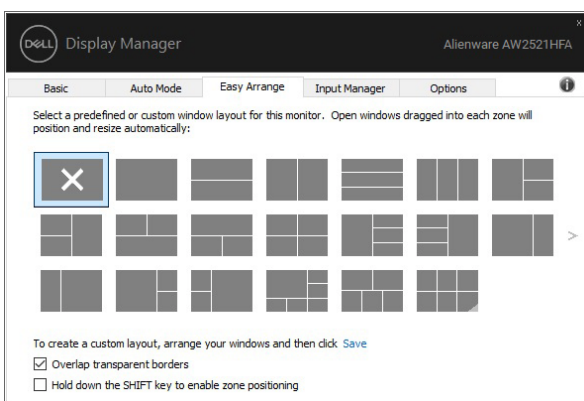 DELL Display Manager Alienware AW2521HFA
Basic Auto Mode Easy Arrange Input Manager Options
Select a predefined or custom window layout for this monitor. Open windows dragged into each zone will
position and resize automatically:
To create a custom layout, arrange your windows and then click Save
Overlap transparent borders
Hold down the SHIFT key to enable zone positioning